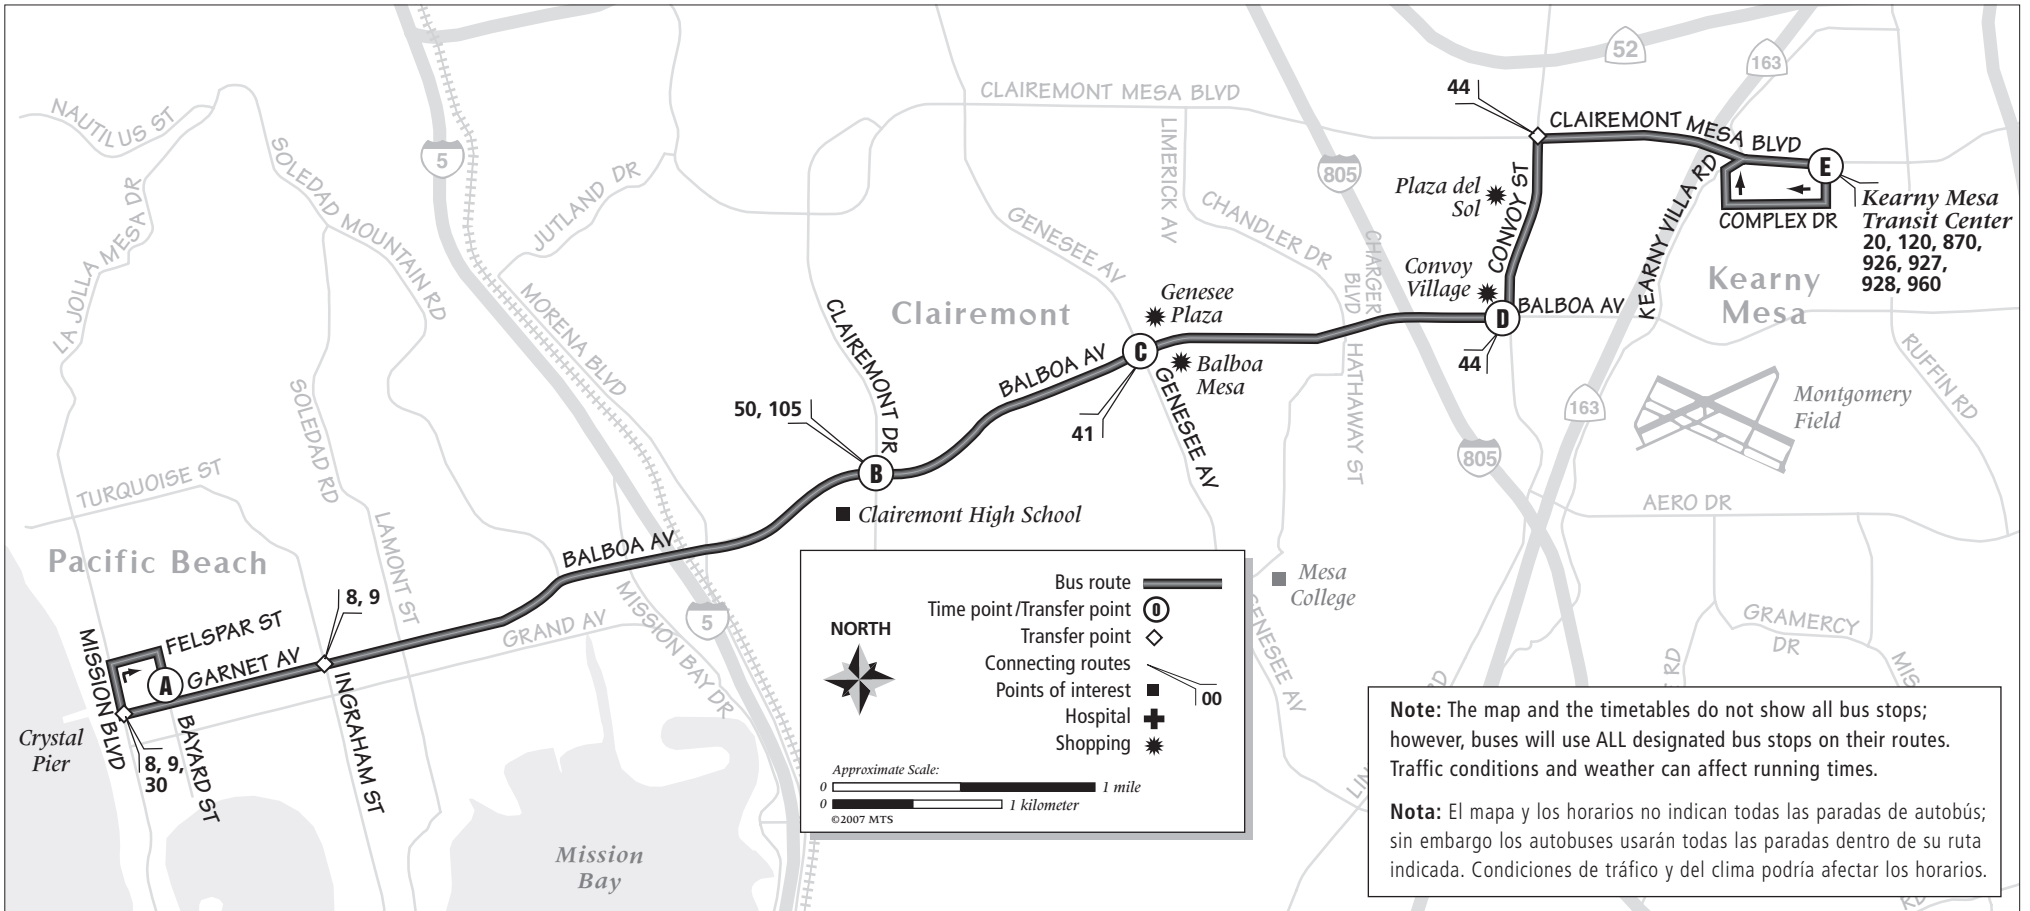 NAUTILUS ST
LA JOLLA MESA DR
SOLEDAD MOUNTAIN RD
SOLEDAD RD
TURQUOISE ST
LAMONT ST
Pacific Beach
5
JUTLAND DR
MORENA BLVD
CLAIREMONT MESA BLVD
LIMERICK AV
CHANDLER DR
GENESEE AV
Clairemont
CLAIREMONT DR
805
CHARGER
BLVD
HATHAWAY ST
52
163
44
CLAIREMONT MESA BLVD
E
Plaza del
Sol
CONVOY ST
KEARNY VILLA RD
COMPLEX DR
Kearny Mesa
Transit Center
20, 120, 870,
926, 927,
928, 960
Convoy
Village
Kearny
Mesa
D
BALBOA AV
44
Genesee
Plaza
C
BALBOA AV
Balboa
Mesa
41
GENESEE AV
50, 105
B
Clairemont High School
RUFFIN RD
Montgomery
Field
163
805
AERO DR
BALBOA AV
8, 9
FELSPAR ST
MISSION BLVD
A
GARNET AV
GRAND AV
MISSION BAY DR
5
INGRAHAM ST
BAYARD ST
Crystal
Pier
8, 9,
30
Mission
Bay
Mesa
College
GENESEE AV
GRAMERCY
DR
RD
RD
Bus route
Time point/Transfer point
0
Transfer point
Connecting routes
00
Points of interest
Hospital
Shopping
NORTH
Approximate Scale:
0 1 mile
0 1 kilometer
©2007 MTS
Note: The map and the timetables do not show all bus stops;
however, buses will use ALL designated bus stops on their routes.
Traffic conditions and weather can affect running times.
Nota: El mapa y los horarios no indican todas las paradas de autobús;
sin embargo los autobuses usarán todas las paradas dentro de su ruta
indicada. Condiciones de tráfico y del clima podría afectar los horarios.